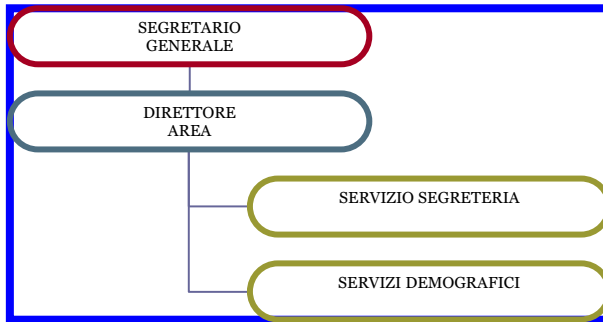 SEGRETARIO
GENERALE
DIRETTORE
AREA
SERVIZIO SEGRETERIA
SERVIZI DEMOGRAFICI